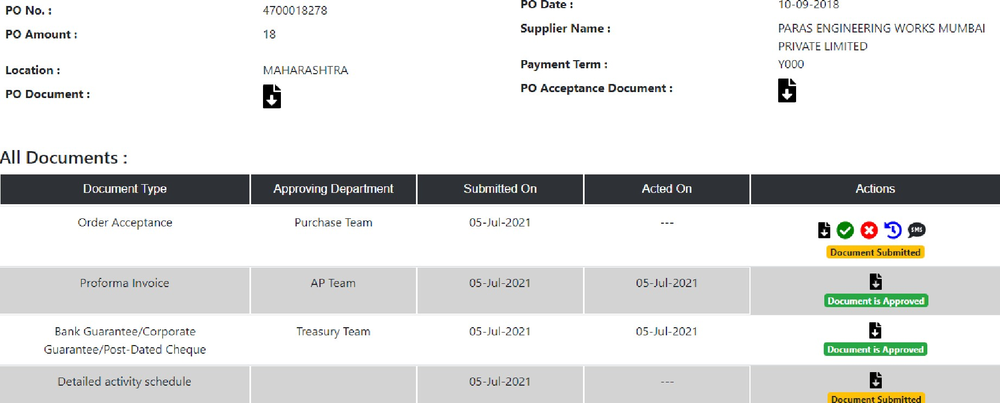 PO No. : 4700018278
PO Date : 10-09-2018
PO Amount : 18
Supplier Name : PARAS ENGINEERING WORKS MUMBAI
PRIVATE LIMITED
Location : MAHARASHTRA
Payment Term : Y000
PO Document :
PO Acceptance Document :
All Documents :
Document Type Approving Department Submitted On Acted On Actions
Order Acceptance Purchase Team 05-Jul-2021 ---
SMS
Document Submitted
Proforma Invoice AP Team 05-Jul-2021 05-Jul-2021
Document is Approved
Bank Guarantee/Corporate Treasury Team 05-Jul-2021 05-Jul-2021
Guarantee/Post-Dated Cheque Document is Approved
Detailed activity schedule 05-Jul-2021 ---
Document Submitted